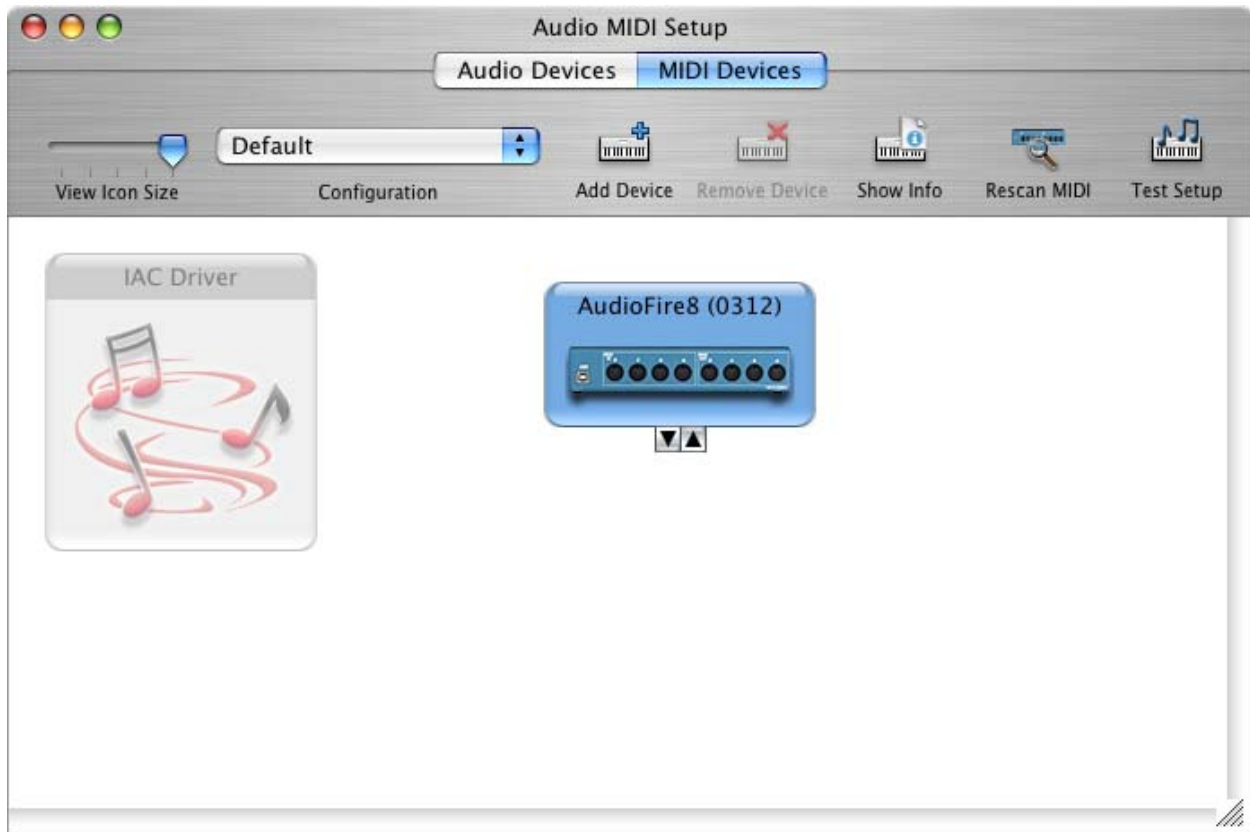 Audio MIDI Setup
Audio Devices MIDI Devices
Default
View Icon Size Configuration Add Device Remove Device Show Info Rescan MIDI Test Setup
IAC Driver
AudioFire8 (0312)